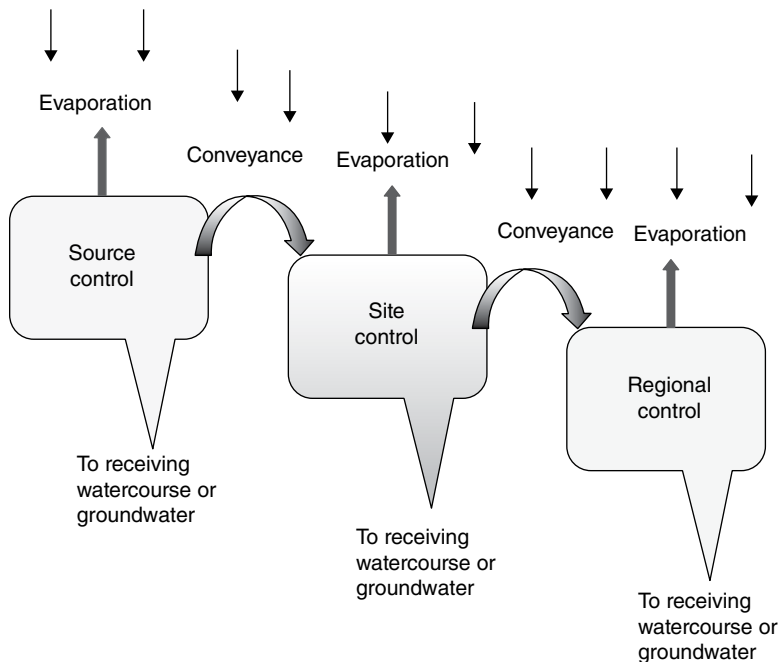 Evaporation
Conveyance
Evaporation
Conveyance
Evaporation
Source
control
Site
control
Regional
control
To receiving
watercourse or
groundwater
To receiving
watercourse or
groundwater
To receiving
watercourse or
groundwater